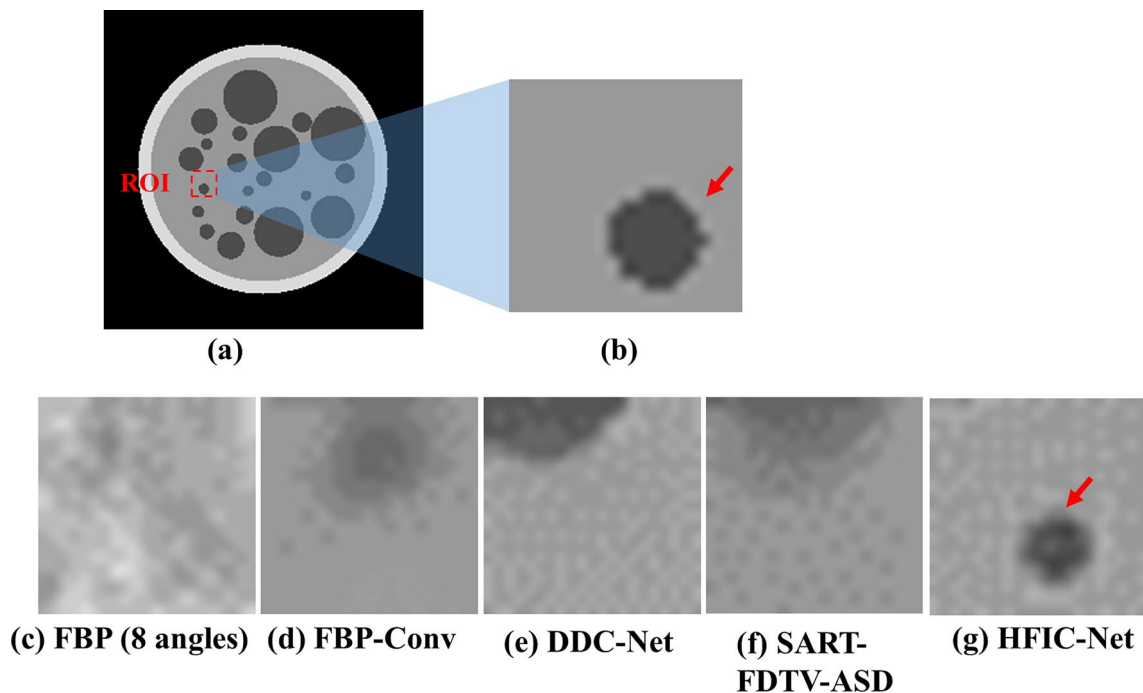 ROI
(a)
(b)
(c) FBP (8 angles)
(d) FBP-Conv
(e) DDC-Net
(f) SART-
FDTV-ASD
(g) HFIC-Net